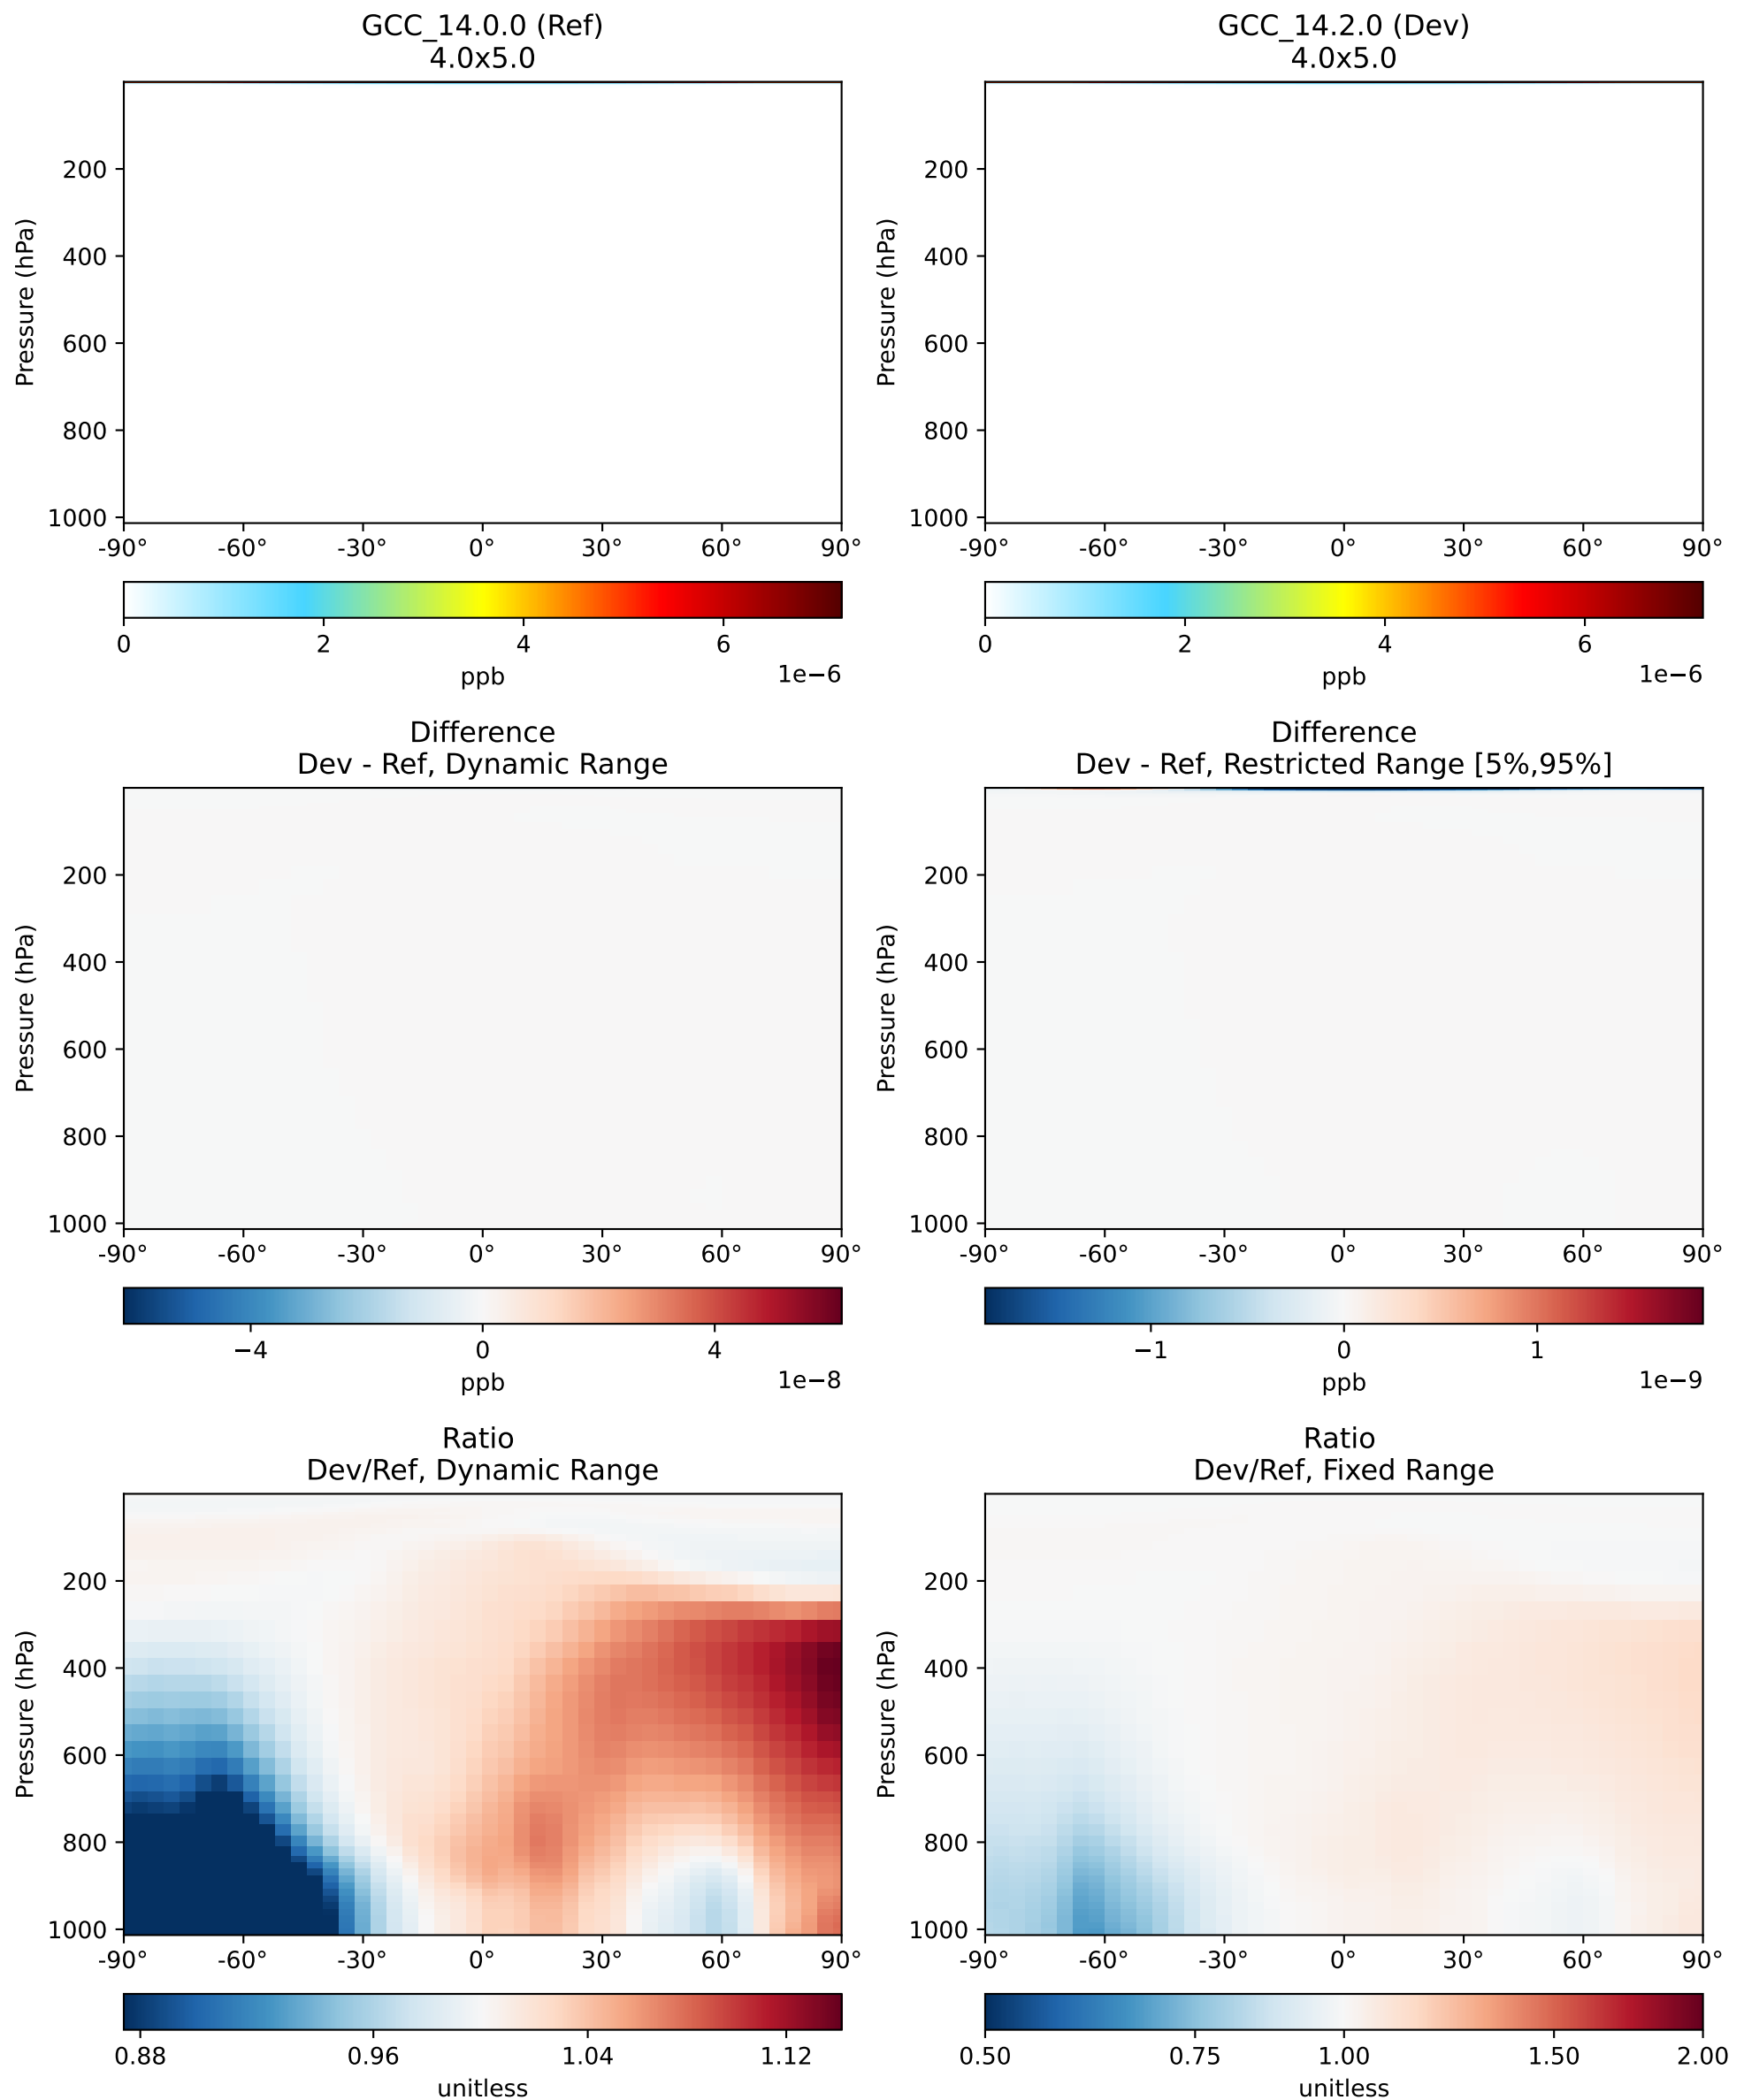 GCC_14.0.0 (Ref)
4.0x5.0
Pressure (hPa)
200
400
600
800
1000
-90° -60° -30° 0° 30° 60° 90°
0 2 4 6
ppb 1e−6
GCC_14.2.0 (Dev)
4.0x5.0
Pressure (hPa)
200
400
600
800
1000
-90° -60° -30° 0° 30° 60° 90°
0 2 4 6
ppb 1e−6
Difference
Dev - Ref, Dynamic Range
Pressure (hPa)
200
400
600
800
1000
-90° -60° -30° 0° 30° 60° 90°
−4 0 4
ppb 1e−8
Difference
Dev - Ref, Restricted Range [5%,95%]
Pressure (hPa)
200
400
600
800
1000
-90° -60° -30° 0° 30° 60° 90°
−1 0 1
ppb 1e−9
Ratio
Dev/Ref, Dynamic Range
Pressure (hPa)
200
400
600
800
1000
-90° -60° -30° 0° 30° 60° 90°
0.88 0.96 1.04 1.12
unitless
Ratio
Dev/Ref, Fixed Range
Pressure (hPa)
200
400
600
800
1000
-90° -60° -30° 0° 30° 60° 90°
0.50 0.75 1.00 1.50 2.00
unitless